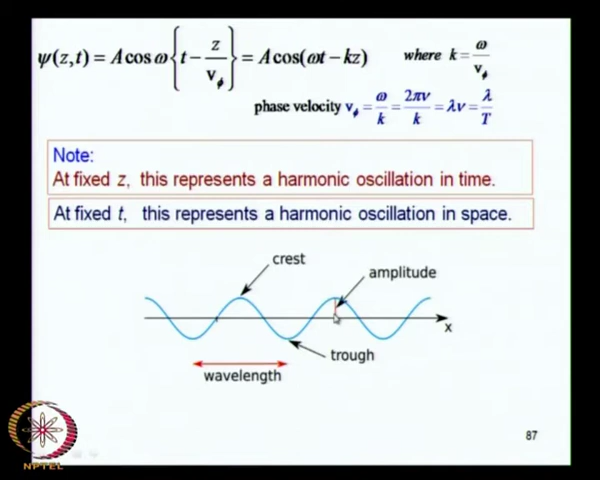 ψ(z,t) = A cos ω { t − z/v_ϕ } = A cos(ωt − kz)   where k = ω/v_ϕ
phase velocity v_ϕ = ω/k = 2πν/k = λν = λ/T
Note:
At fixed z, this represents a harmonic oscillation in time.
At fixed t, this represents a harmonic oscillation in space.
crest
amplitude
x
trough
wavelength
87
NPTEL